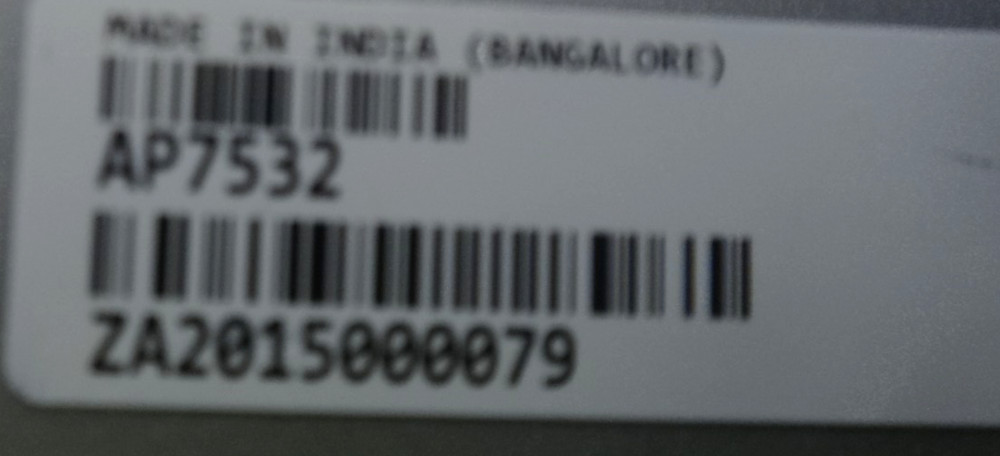 MADE IN INDIA (BANGALORE)
AP7532
ZA2015000079